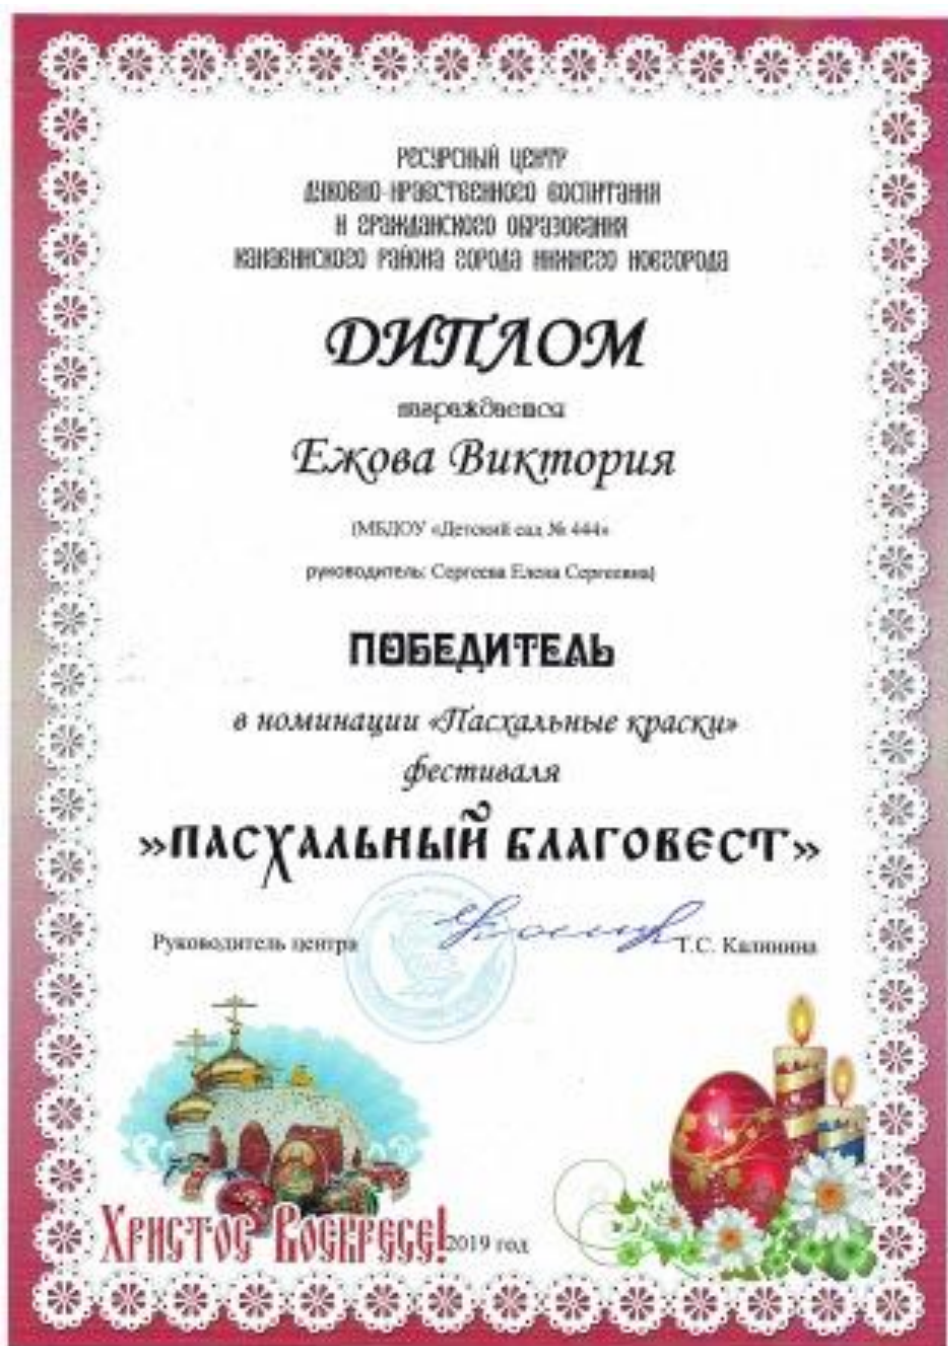 РЕСУРСНЫЙ ЦЕНТР
ДУХОВНО-НРАВСТВЕННОГО ВОСПИТАНИЯ
И ГРАЖДАНСКОГО ОБРАЗОВАНИЯ
КАНАВИНСКОГО РАЙОНА ГОРОДА НИЖНЕГО НОВГОРОДА
ДИПЛОМ
награждается
Ежова Виктория
(МБДОУ «Детский сад № 444»
руководитель: Сергеева Елена Сергеевна)
ПОБЕДИТЕЛЬ
в номинации «Пасхальные краски»
фестиваля
»ПАСХАЛЬНЫЙ БЛАГОВЕСТ»
Руководитель центра Т.С. Калинина
Христос Воскресе! 2019 год